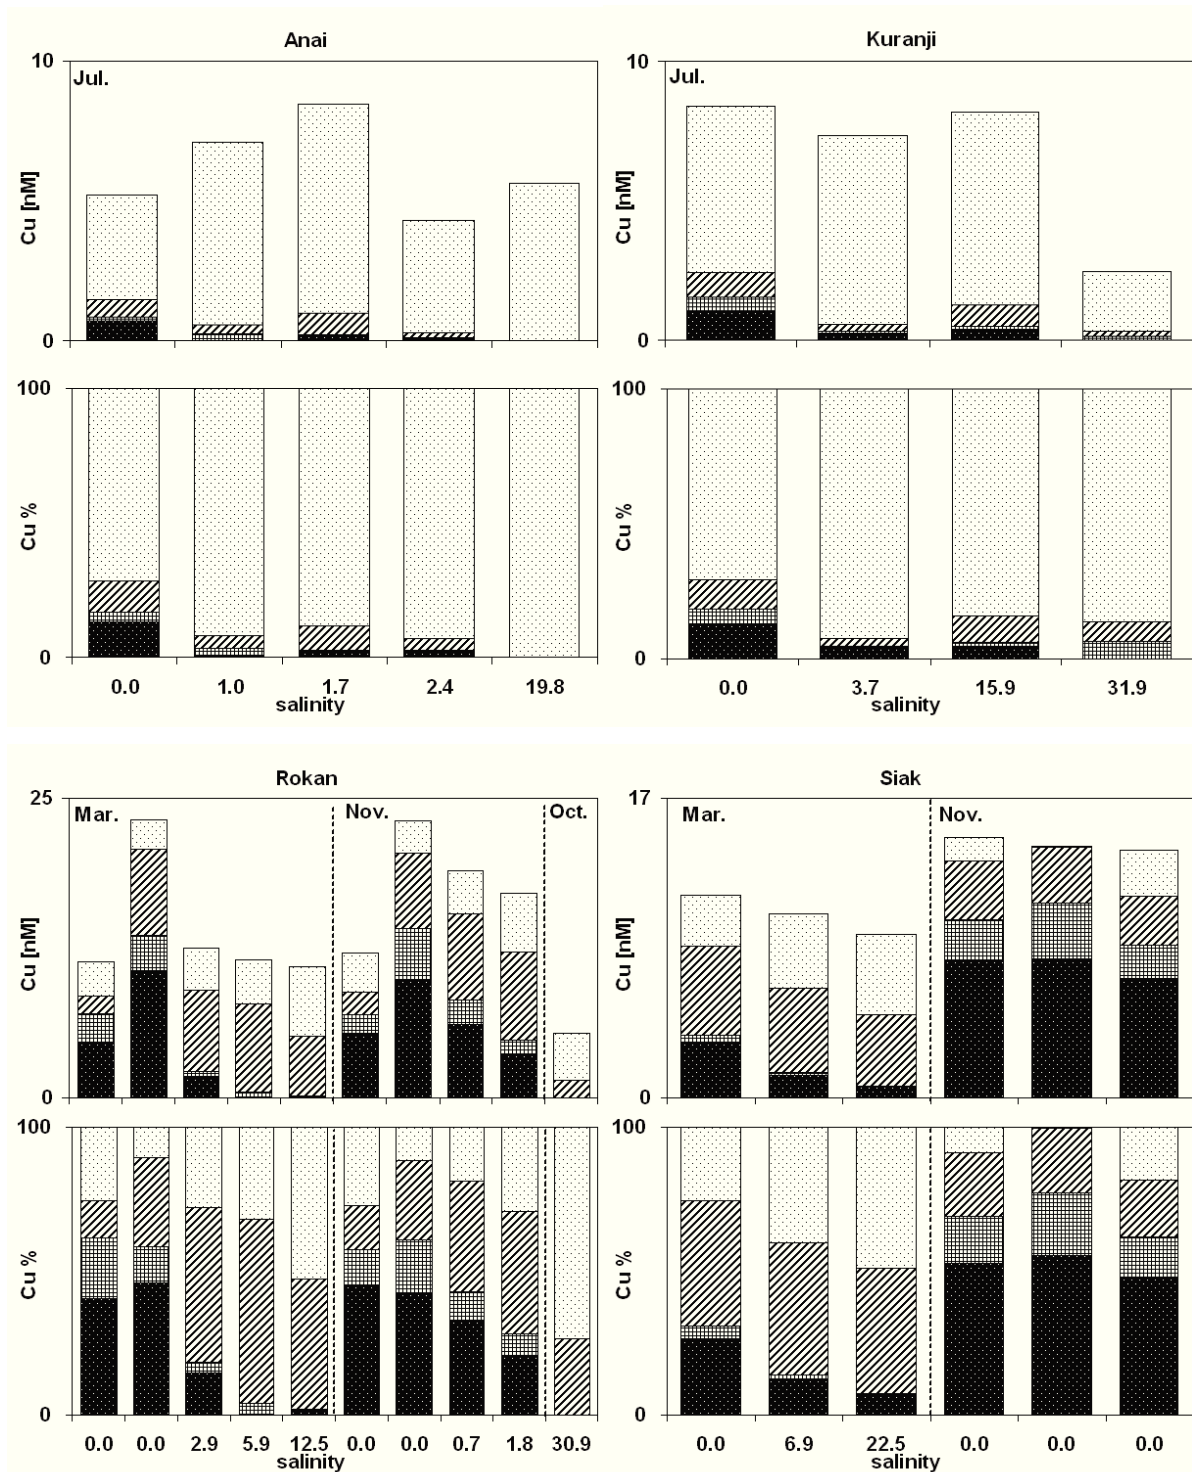 Anai
10
Jul.
Cu [nM]
0
100
Cu %
0
0.0 1.0 1.7 2.4 19.8
salinity
Kuranji
10
Jul.
Cu [nM]
0
100
Cu %
0
0.0 3.7 15.9 31.9
salinity
Rokan
25
Mar. Nov. Oct.
Cu [nM]
0
100
Cu %
0
0.0 0.0 2.9 5.9 12.5 0.0 0.0 0.7 1.8 30.9
salinity
Siak
17
Mar. Nov.
Cu [nM]
0
100
Cu %
0
0.0 6.9 22.5 0.0 0.0 0.0
salinity